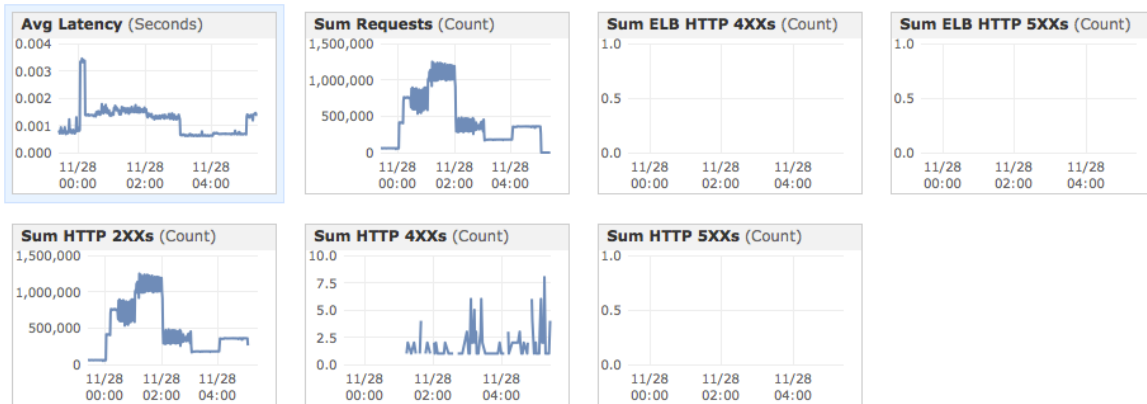 Avg Latency (Seconds)
0.004
0.003
0.002
0.001
0.000
11/28 11/28 11/28
00:00 02:00 04:00
Sum Requests (Count)
1,500,000
1,000,000
500,000
0
11/28 11/28 11/28
00:00 02:00 04:00
Sum ELB HTTP 4XXs (Count)
1.0
0.5
0.0
11/28 11/28 11/28
00:00 02:00 04:00
Sum ELB HTTP 5XXs (Count)
1.0
0.5
0.0
11/28 11/28 11/28
00:00 02:00 04:00
Sum HTTP 2XXs (Count)
1,500,000
1,000,000
500,000
0
11/28 11/28 11/28
00:00 02:00 04:00
Sum HTTP 4XXs (Count)
10.0
7.5
5.0
2.5
0.0
11/28 11/28 11/28
00:00 02:00 04:00
Sum HTTP 5XXs (Count)
1.0
0.5
0.0
11/28 11/28 11/28
00:00 02:00 04:00